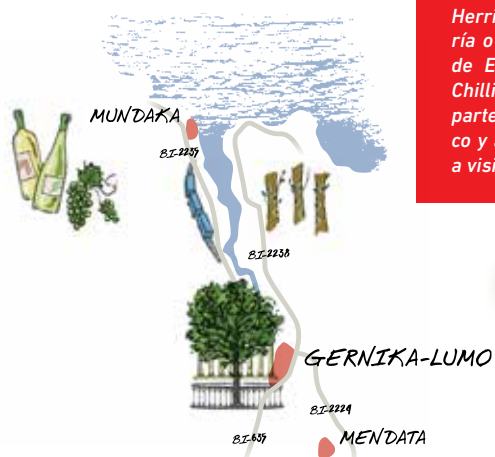 Herri
ría o
de E
Chilli
parte
co y
a visi
MUNDAKA
BI-2235
BI-2238
GERNIKA-LUMO
BI-2224
BI-635
MENDATA